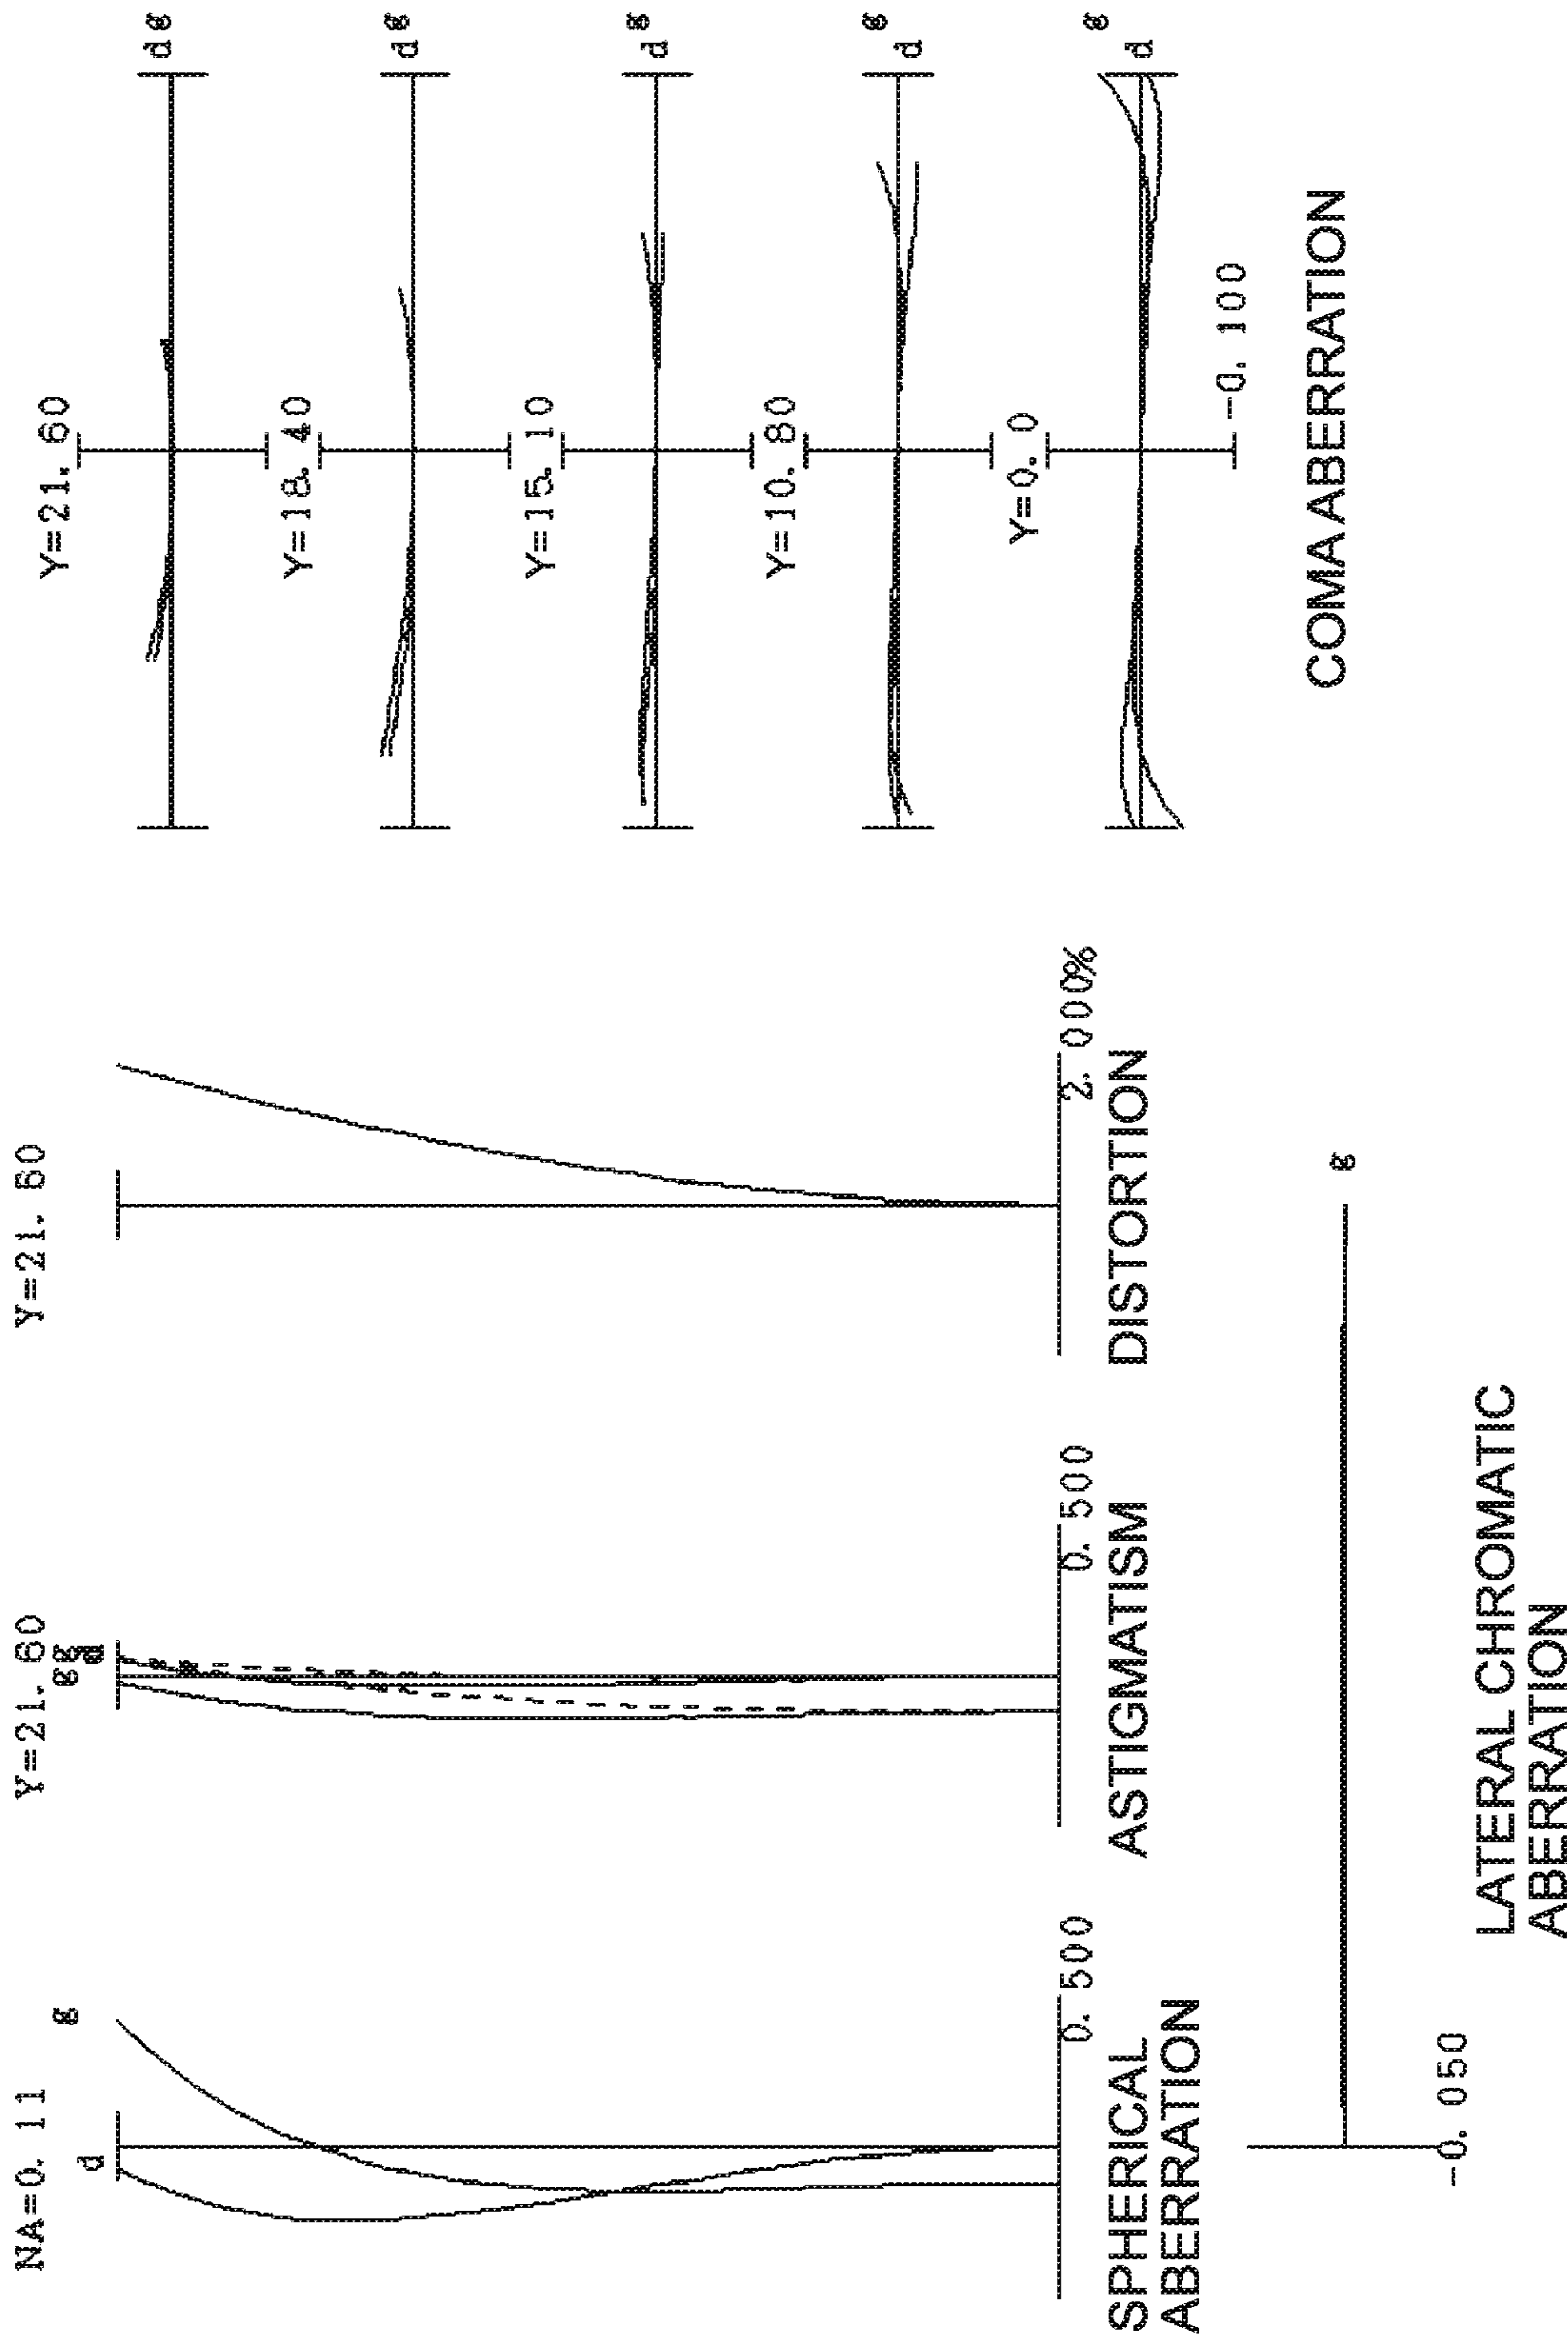 NA=0. 11
d
g
0. 500
SPHERICAL
ABERRATION
Y=21. 60
g
g
d
0. 500
ASTIGMATISM
Y=21. 60
2. 000%
DISTORTION
g
-0. 050
LATERAL CHROMATIC
ABERRATION
Y=21. 60
d g
Y=18. 40
d g
Y=15. 10
d g
Y=10. 80
d g
Y=0. 0
d g
-0. 100
COMA ABERRATION